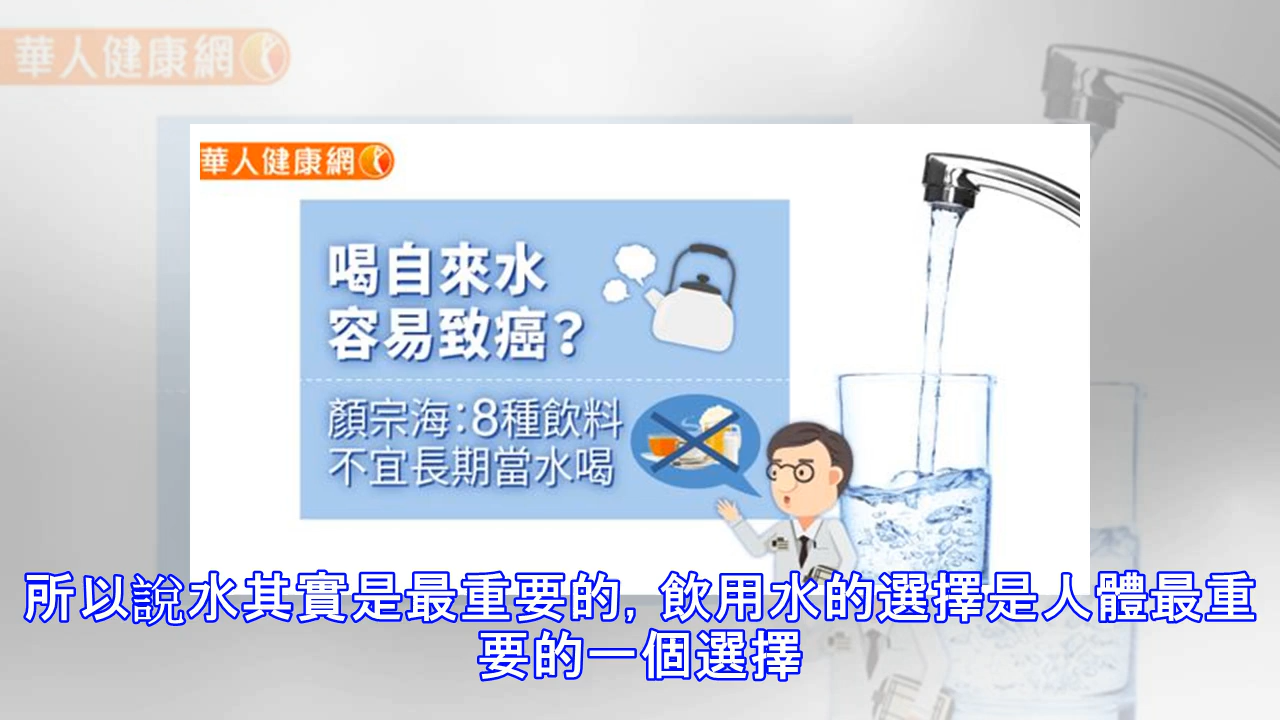 華人健康網
華人健康網
喝自來水
容易致癌?
顏宗海:8種飲料
不宜長期當水喝
所以說水其實是最重要的, 飲用水的選擇是人體最重
要的一個選擇